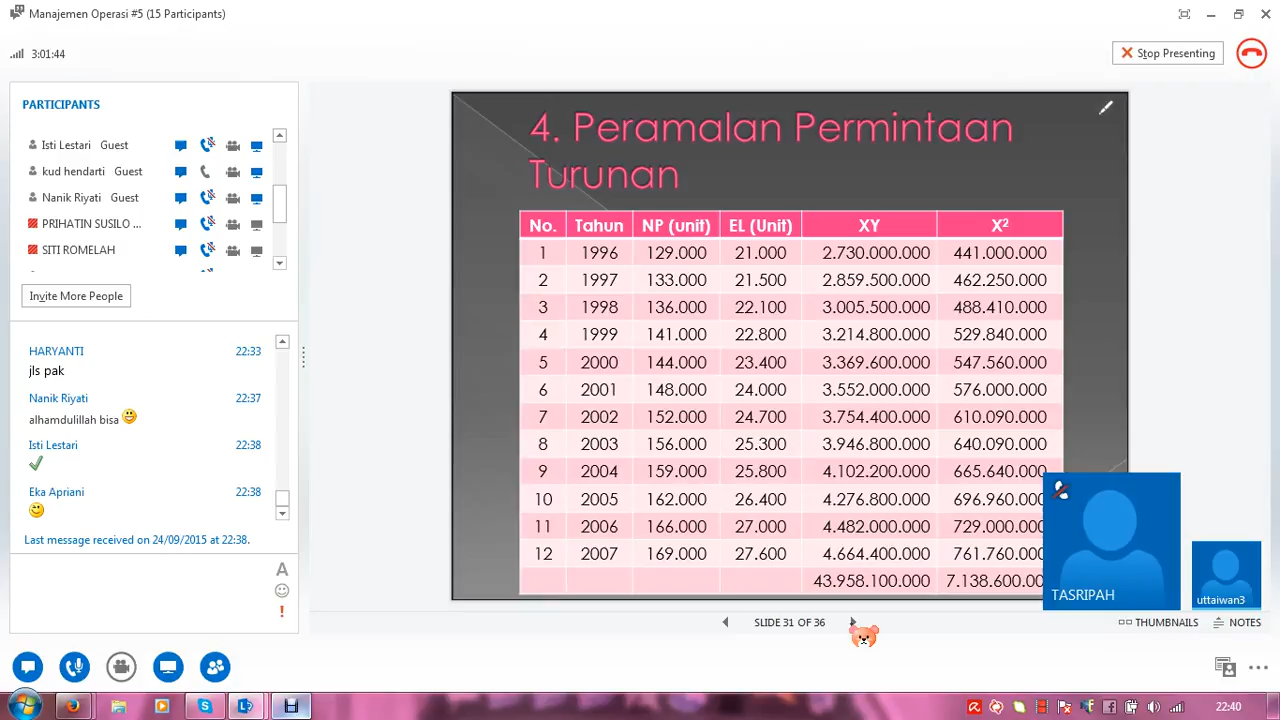 Manajemen Operasi #5 (15 Participants)
3:01:44
Stop Presenting
PARTICIPANTS
Isti Lestari Guest
kud hendarti Guest
Nanik Riyati Guest
PRIHATIN SUSILO ...
SITI ROMELAH
Invite More People
HARYANTI 22:33
jls pak
Nanik Riyati 22:37
alhamdulillah bisa
Isti Lestari 22:38
Eka Apriani 22:38
Last message received on 24/09/2015 at 22:38.
A
!
4. Peramalan Permintaan
Turunan
No. Tahun NP (unit) EL (Unit) XY X²
1 1996 129.000 21.000 2.730.000.000 441.000.000
2 1997 133.000 21.500 2.859.500.000 462.250.000
3 1998 136.000 22.100 3.005.500.000 488.410.000
4 1999 141.000 22.800 3.214.800.000 529.840.000
5 2000 144.000 23.400 3.369.600.000 547.560.000
6 2001 148.000 24.000 3.552.000.000 576.000.000
7 2002 152.000 24.700 3.754.400.000 610.090.000
8 2003 156.000 25.300 3.946.800.000 640.090.000
9 2004 159.000 25.800 4.102.200.000 665.640.000
10 2005 162.000 26.400 4.276.800.000 696.960.000
11 2006 166.000 27.000 4.482.000.000 729.000.000
12 2007 169.000 27.600 4.664.400.000 761.760.000
43.958.100.000 7.138.600.00
TASRIPAH
uttaiwan3
SLIDE 31 OF 36
THUMBNAILS
NOTES
22:40